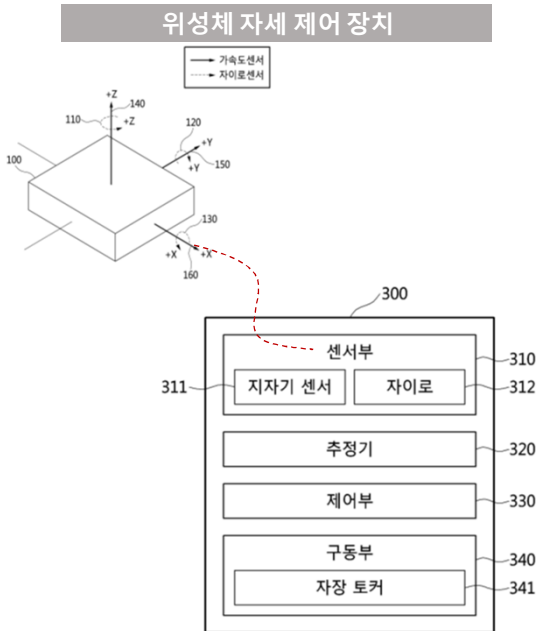 위성체 자세 제어 장치
가속도센서
자이로센서
+Z
140
110
+Z
120
+Y
150
+Y
100
130
+X
+X
160
300
센서부
310
311
지자기 센서
자이로
312
추정기
320
제어부
330
구동부
340
자장 토커
341